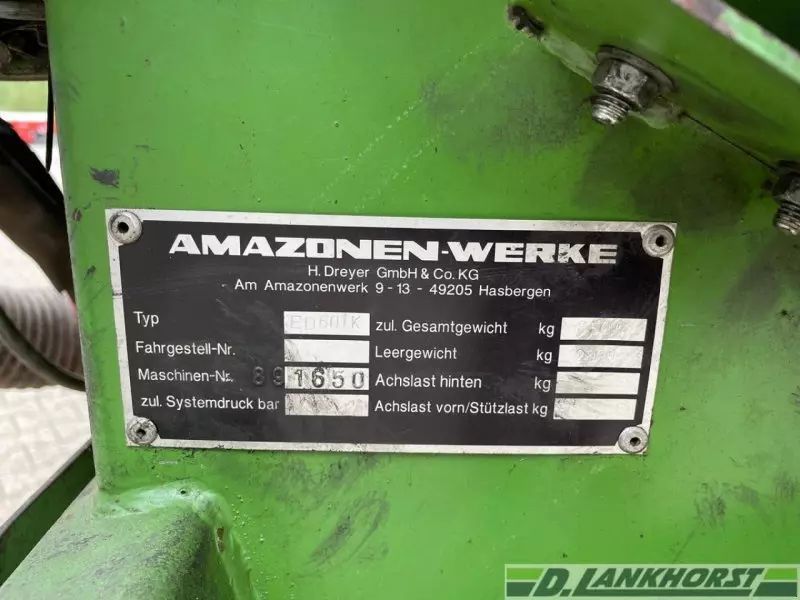 AMAZONEN-WERKE
H. Dreyer GmbH & Co. KG
Am Amazonenwerk 9 - 13 - 49205 Hasbergen
Typ zul. Gesamtgewicht kg
Fahrgestell-Nr. Leergewicht kg
Maschinen-Nr. 891650 Achslast hinten kg
zul. Systemdruck bar Achslast vorn/Stützlast kg
D. LANKHORST